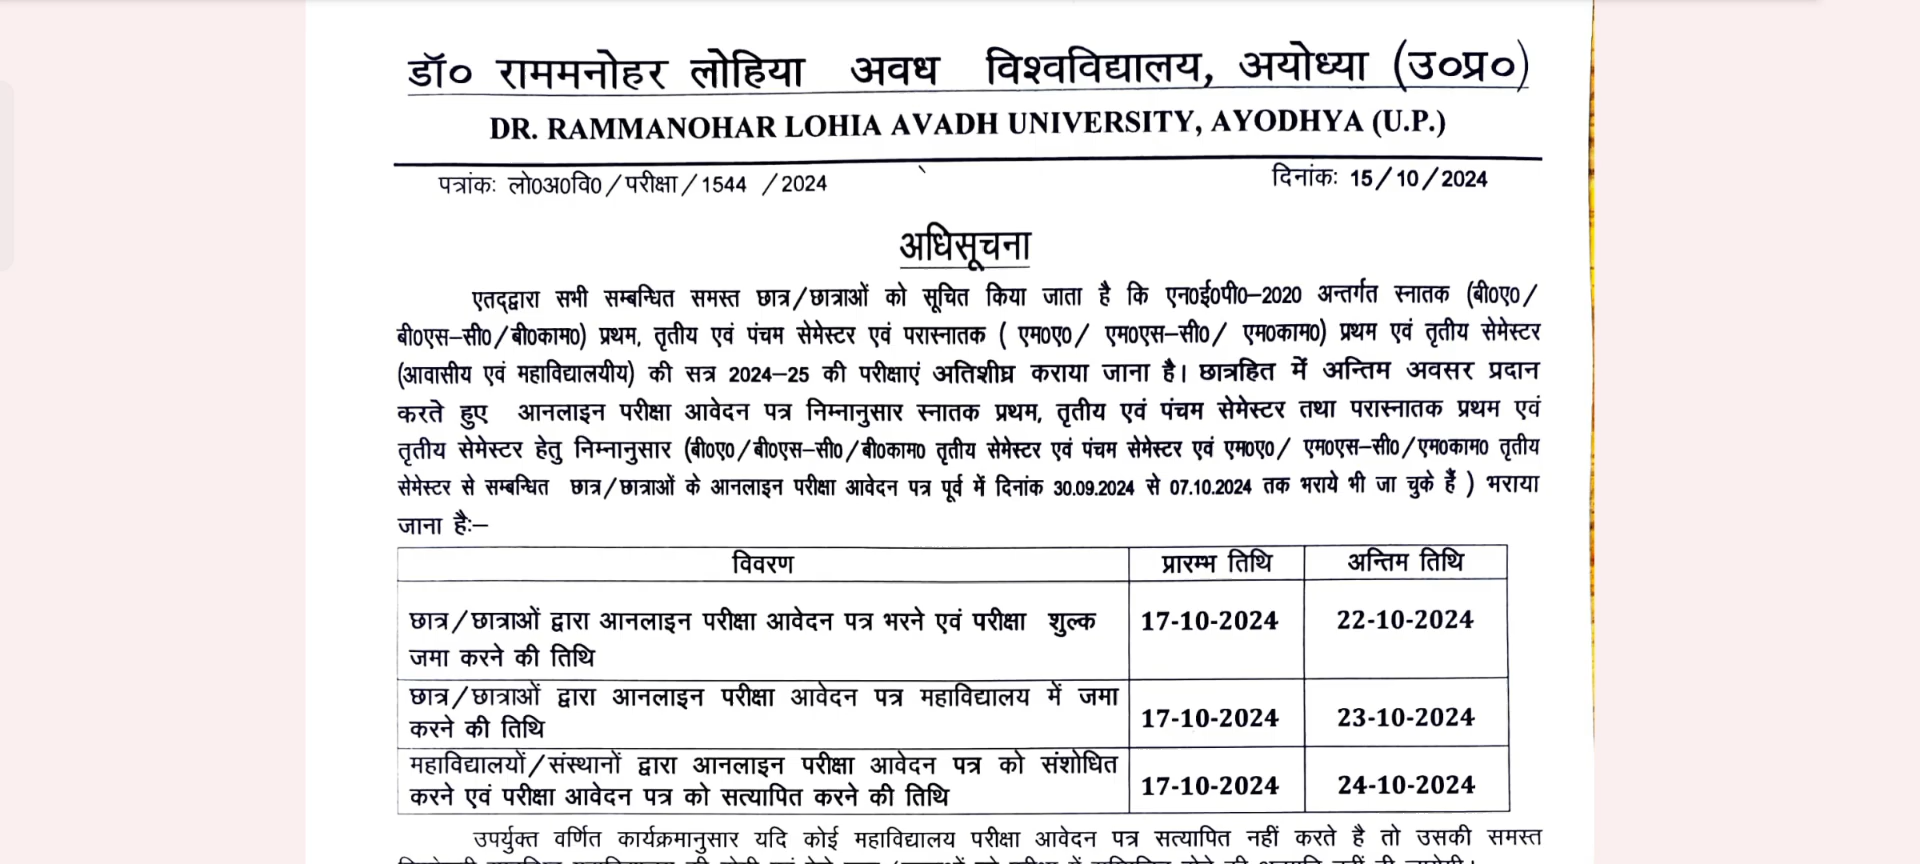 डॉ० राममनोहर लोहिया अवध विश्वविद्यालय, अयोध्या (उ०प्र०)
DR. RAMMANOHAR LOHIA AVADH UNIVERSITY, AYODHYA (U.P.)
पत्रांकः लो0अ0वि0/परीक्षा/1544 /2024 दिनांकः 15/10/2024
अधिसूचना
एतद्द्वारा सभी सम्बन्धित समस्त छात्र/छात्राओं को सूचित किया जाता है कि एन0ई0पी0–2020 अन्तर्गत स्नातक (बी0ए0/
बी0एस–सी0/बी0काम0) प्रथम, तृतीय एवं पंचम सेमेस्टर एवं परास्नातक ( एम0ए0/ एम0एस–सी0/ एम0काम0) प्रथम एवं तृतीय सेमेस्टर
(आवासीय एवं महाविद्यालयीय) की सत्र 2024–25 की परीक्षाएं अतिशीघ्र कराया जाना है। छात्रहित में अन्तिम अवसर प्रदान
करते हुए आनलाइन परीक्षा आवेदन पत्र निम्नानुसार स्नातक प्रथम, तृतीय एवं पंचम सेमेस्टर तथा परास्नातक प्रथम एवं
तृतीय सेमेस्टर हेतु निम्नानुसार (बी0ए0/बी0एस–सी0/बी0काम0 तृतीय सेमेस्टर एवं पंचम सेमेस्टर एवं एम0ए0/ एम0एस–सी0/एम0काम0 तृतीय
सेमेस्टर से सम्बन्धित छात्र/छात्राओं के आनलाइन परीक्षा आवेदन पत्र पूर्व में दिनांक 30.09.2024 से 07.10.2024 तक भराये भी जा चुके हैं ) भराया
जाना हैः–
विवरण प्रारम्भ तिथि अन्तिम तिथि
छात्र/छात्राओं द्वारा आनलाइन परीक्षा आवेदन पत्र भरने एवं परीक्षा शुल्क 17-10-2024 22-10-2024
जमा करने की तिथि
छात्र/छात्राओं द्वारा आनलाइन परीक्षा आवेदन पत्र महाविद्यालय में जमा 17-10-2024 23-10-2024
करने की तिथि
महाविद्यालयों/संस्थानों द्वारा आनलाइन परीक्षा आवेदन पत्र को संशोधित 17-10-2024 24-10-2024
करने एवं परीक्षा आवेदन पत्र को सत्यापित करने की तिथि
उपर्युक्त वर्णित कार्यक्रमानुसार यदि कोई महाविद्यालय परीक्षा आवेदन पत्र सत्यापित नहीं करते है तो उसकी समस्त